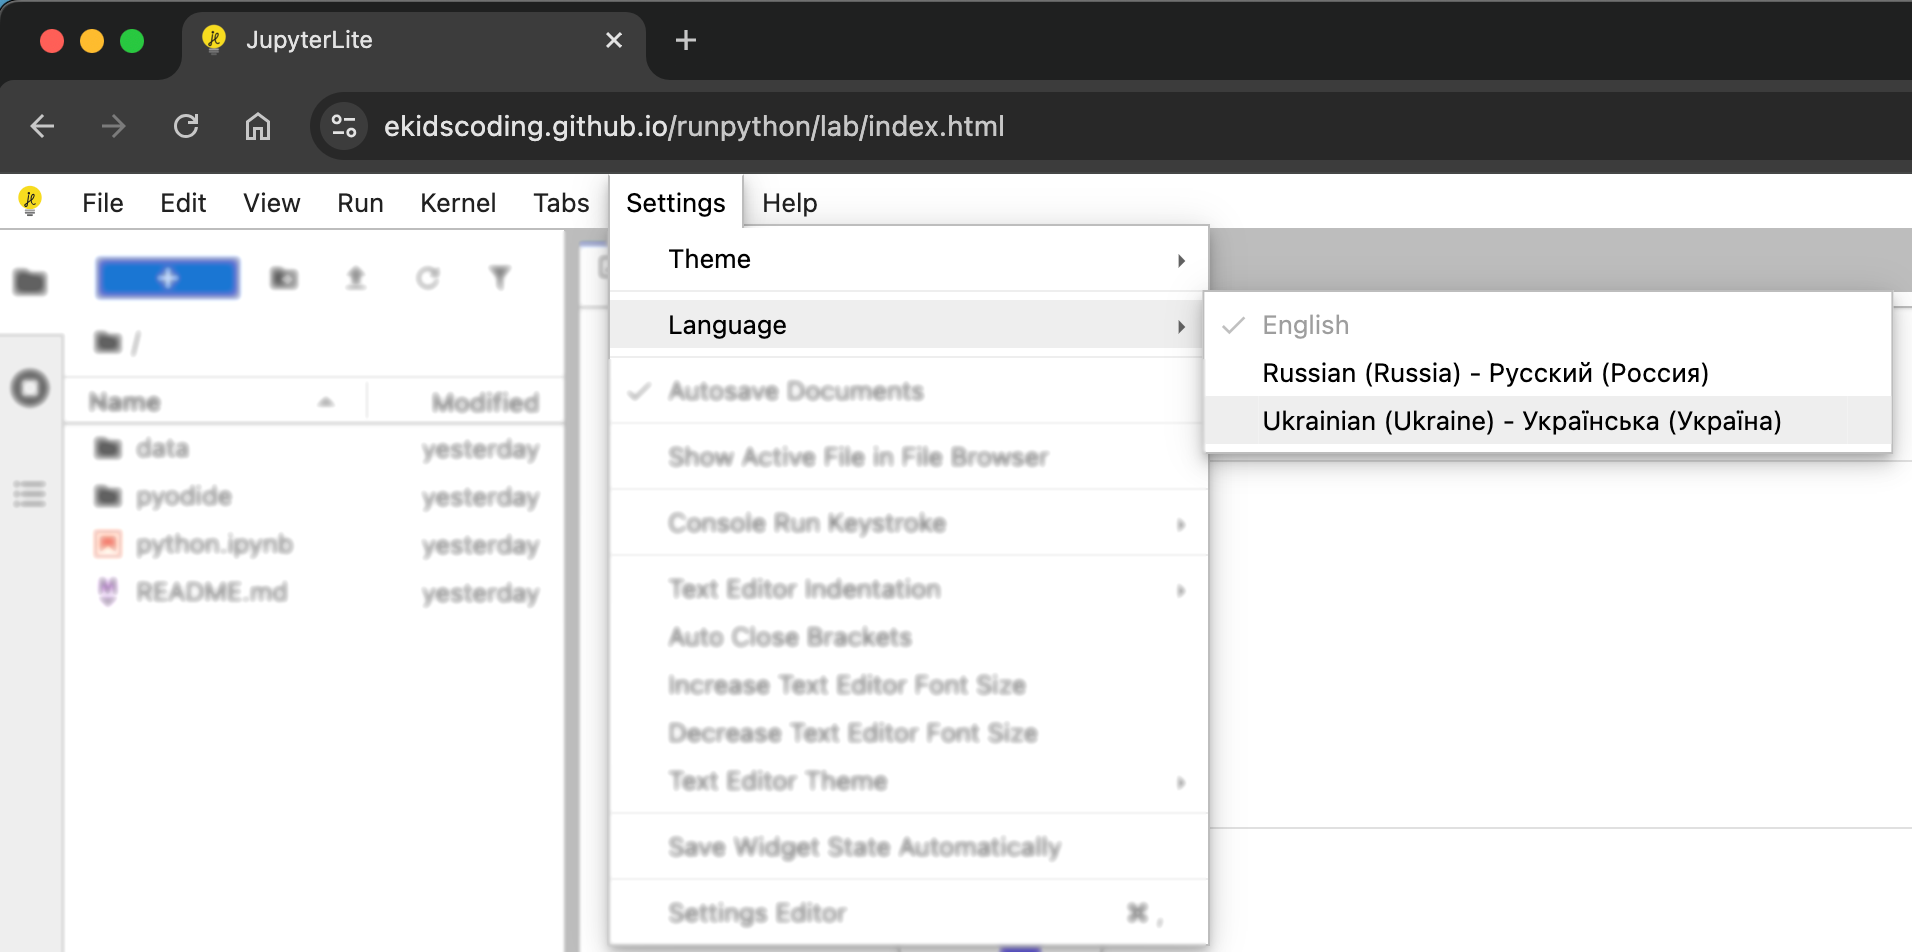 JupyterLite
ekidscoding.github.io/runpython/lab/index.html
File Edit View Run Kernel Tabs Settings Help
Theme
Language
English
Russian (Russia) - Русский (Россия)
Ukrainian (Ukraine) - Українська (Україна)
Autosave Documents
Show Active File in File Browser
Console Run Keystroke
Text Editor Indentation
Auto Close Brackets
Increase Text Editor Font Size
Decrease Text Editor Font Size
Text Editor Theme
Save Widget State Automatically
Settings Editor ⌘ ,
/
Name Modified
data yesterday
pyodide yesterday
python.ipynb yesterday
README.md yesterday